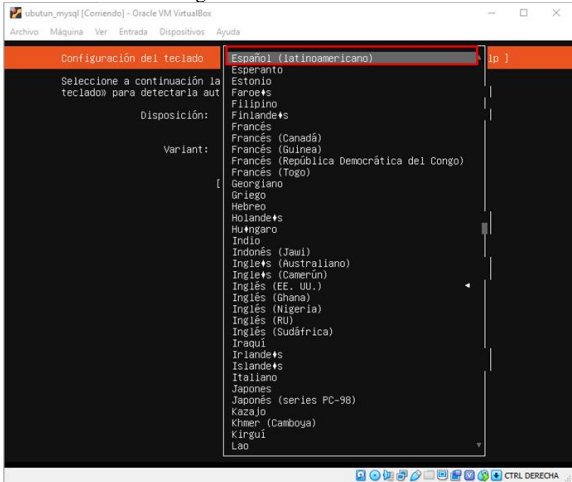 ubutun_mysql [Corriendo] - Oracle VM VirtualBox
Archivo Máquina Ver Entrada Dispositivos Ayuda
Configuración del teclado
lp ]
Seleccione a continuación la
teclado» para detectarla aut
Disposición:
Variant:
[
Español (latinoamericano)
Esperanto
Estonio
Faroe♦s
Filipino
Finlande♦s
Francés
Francés (Canadá)
Francés (Guinea)
Francés (República Democrática del Congo)
Francés (Togo)
Georgiano
Griego
Hebreo
Holande♦s
Hu♦ngaro
Indio
Indonés (Jawi)
Ingle♦s (Australiano)
Ingle♦s (Camerún)
Inglés (EE. UU.)
Inglés (Ghana)
Inglés (Nigeria)
Inglés (RU)
Inglés (Sudáfrica)
Iraquí
Irlande♦s
Islande♦s
Italiano
Japones
Japonés (series PC-98)
Kazajo
Khmer (Camboya)
Kirguí
Lao
CTRL DERECHA